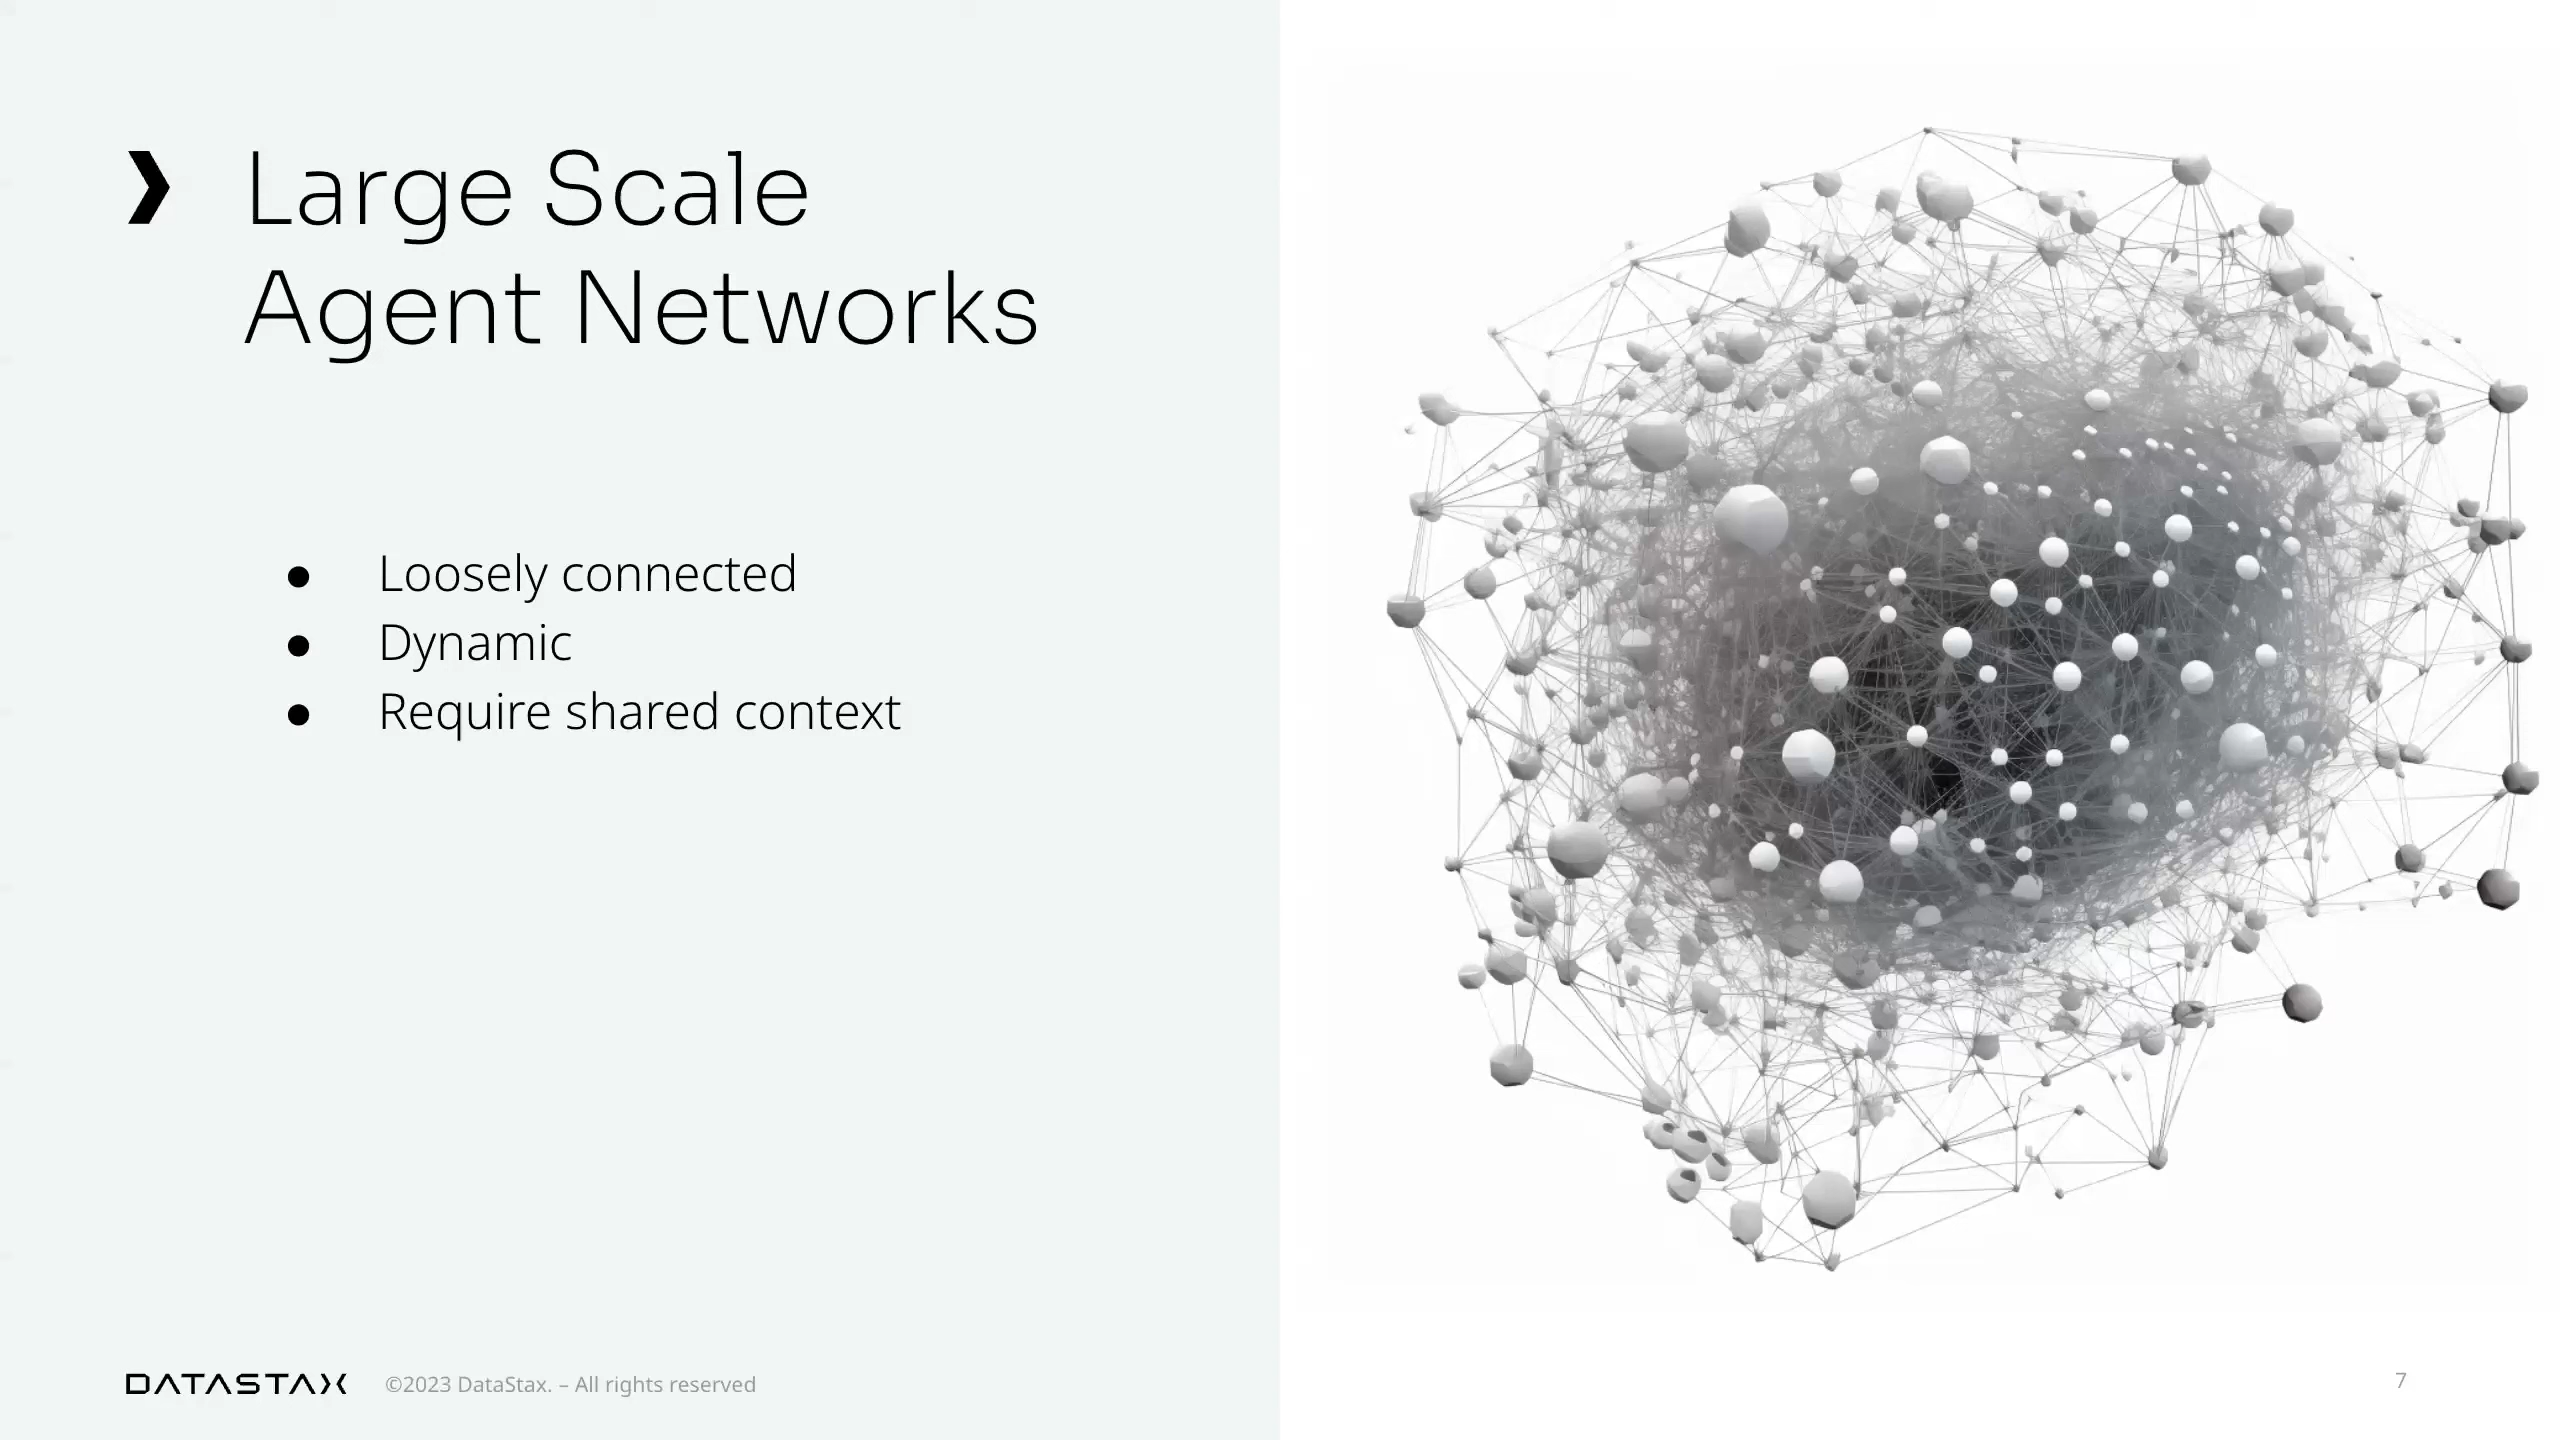 Large Scale
Agent Networks
● Loosely connected
● Dynamic
● Require shared context
DATASTAX ©2023 DataStax. – All rights reserved
7